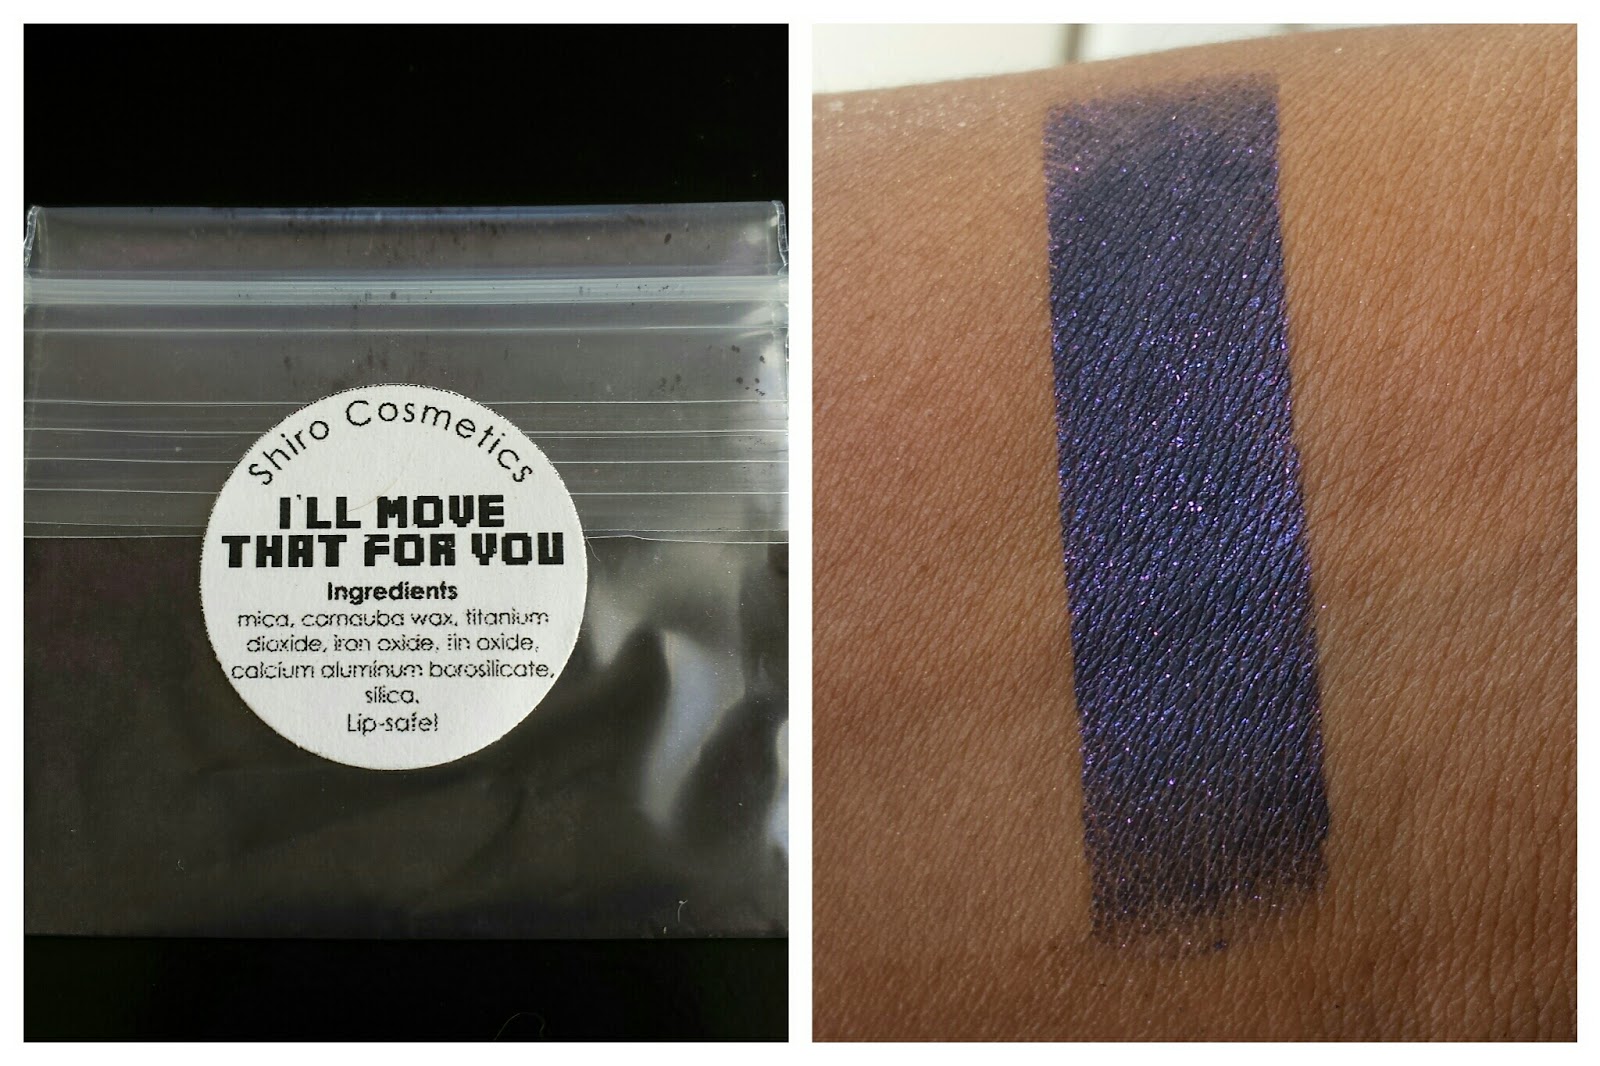 Shiro Cosmetics
I'LL MOVE
THAT FOR YOU
Ingredients
mica, carnauba wax, titanium
dioxide, iron oxide, tin oxide,
calcium aluminum borosilicate,
silica.
Lip-safe!